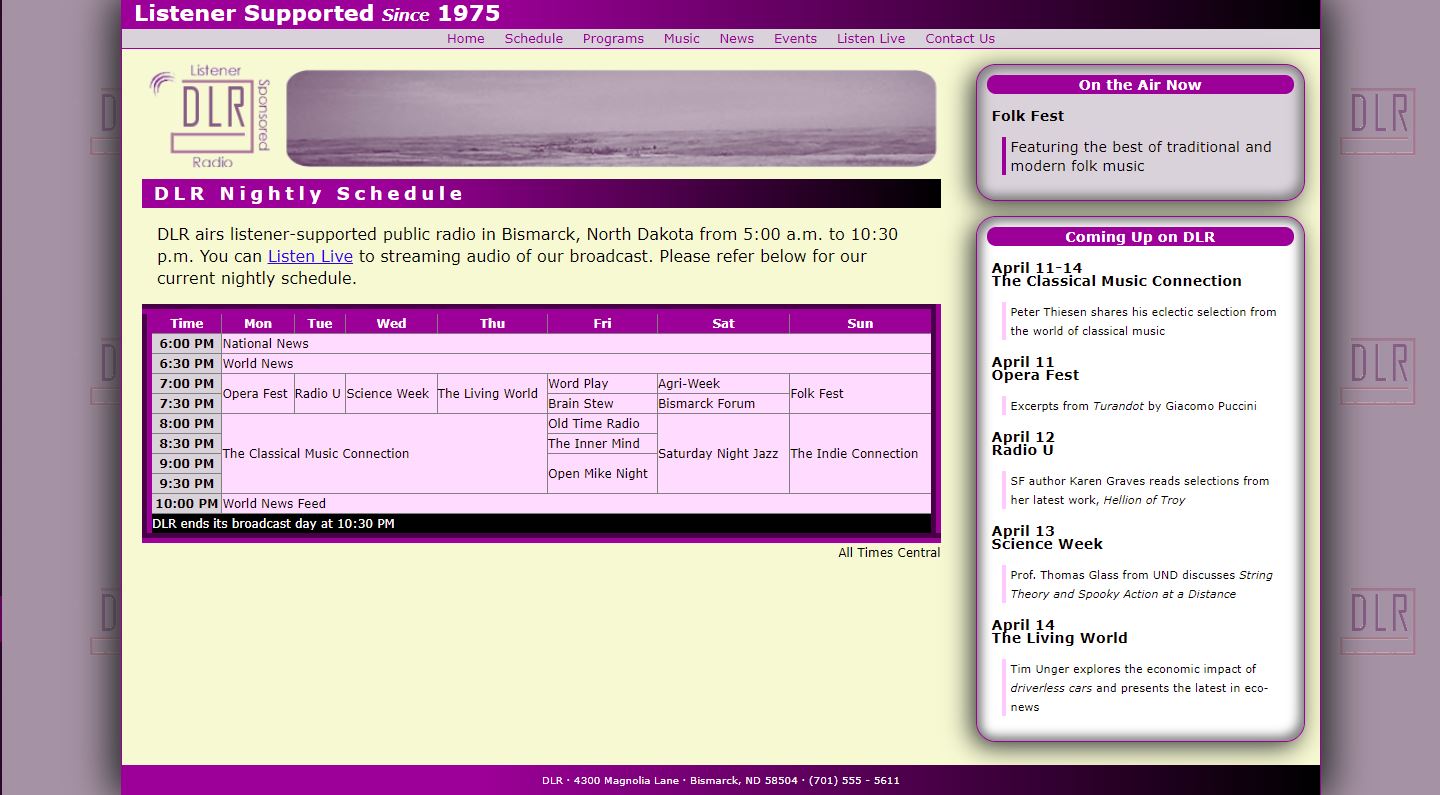 Listener Supported Since 1975
Home Schedule Programs Music News Events Listen Live Contact Us
Listener
DLR
Sponsored
Radio
DLR Nightly Schedule
DLR airs listener-supported public radio in Bismarck, North Dakota from 5:00 a.m. to 10:30
p.m. You can Listen Live to streaming audio of our broadcast. Please refer below for our
current nightly schedule.
Time Mon Tue Wed Thu Fri Sat Sun
6:00 PM National News
6:30 PM World News
7:00 PM Opera Fest Radio U Science Week The Living World Word Play Agri-Week Folk Fest
7:30 PM Brain Stew Bismarck Forum
8:00 PM The Classical Music Connection Old Time Radio Saturday Night Jazz The Indie Connection
8:30 PM The Inner Mind
9:00 PM Open Mike Night
9:30 PM
10:00 PM World News Feed
DLR ends its broadcast day at 10:30 PM
All Times Central
On the Air Now
Folk Fest
Featuring the best of traditional and
modern folk music
Coming Up on DLR
April 11-14
The Classical Music Connection
Peter Thiesen shares his eclectic selection from
the world of classical music
April 11
Opera Fest
Excerpts from Turandot by Giacomo Puccini
April 12
Radio U
SF author Karen Graves reads selections from
her latest work, Hellion of Troy
April 13
Science Week
Prof. Thomas Glass from UND discusses String
Theory and Spooky Action at a Distance
April 14
The Living World
Tim Unger explores the economic impact of
driverless cars and presents the latest in eco-
news
DLR · 4300 Magnolia Lane · Bismarck, ND 58504 · (701) 555 - 5611
DLR
DLR
DLR